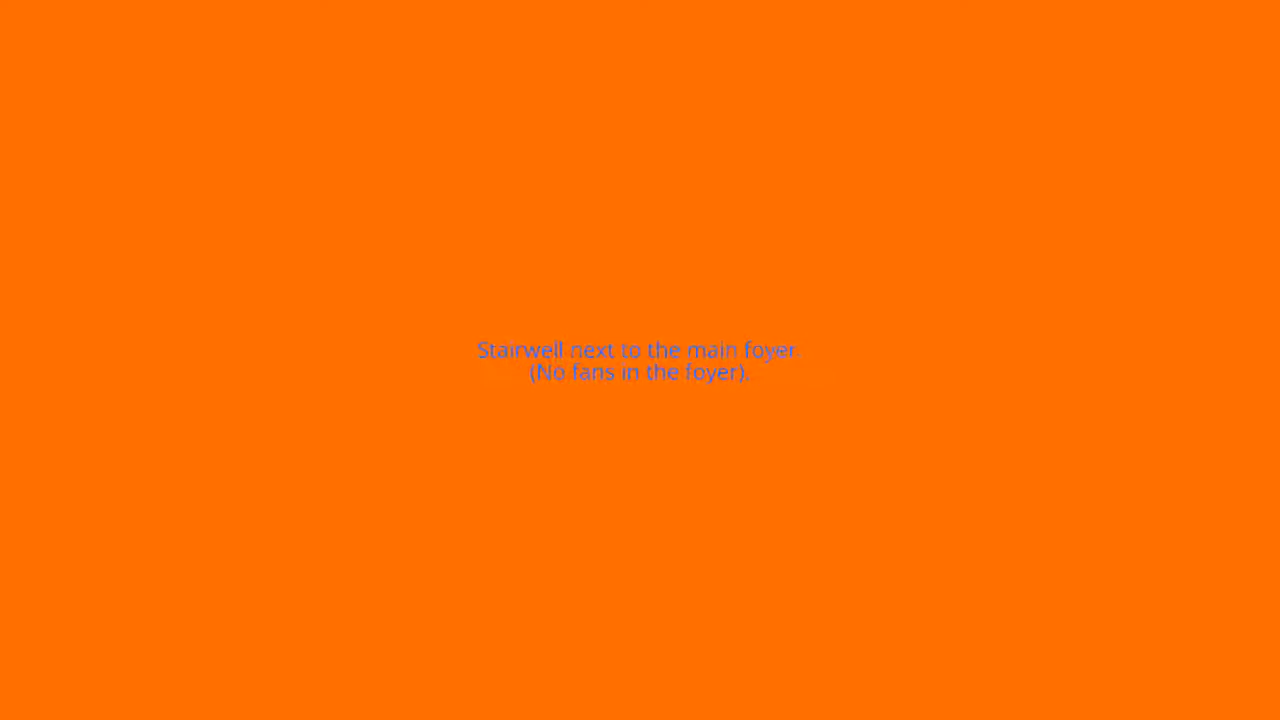 Stairwell next to the main foyer.
(No fans in the foyer).